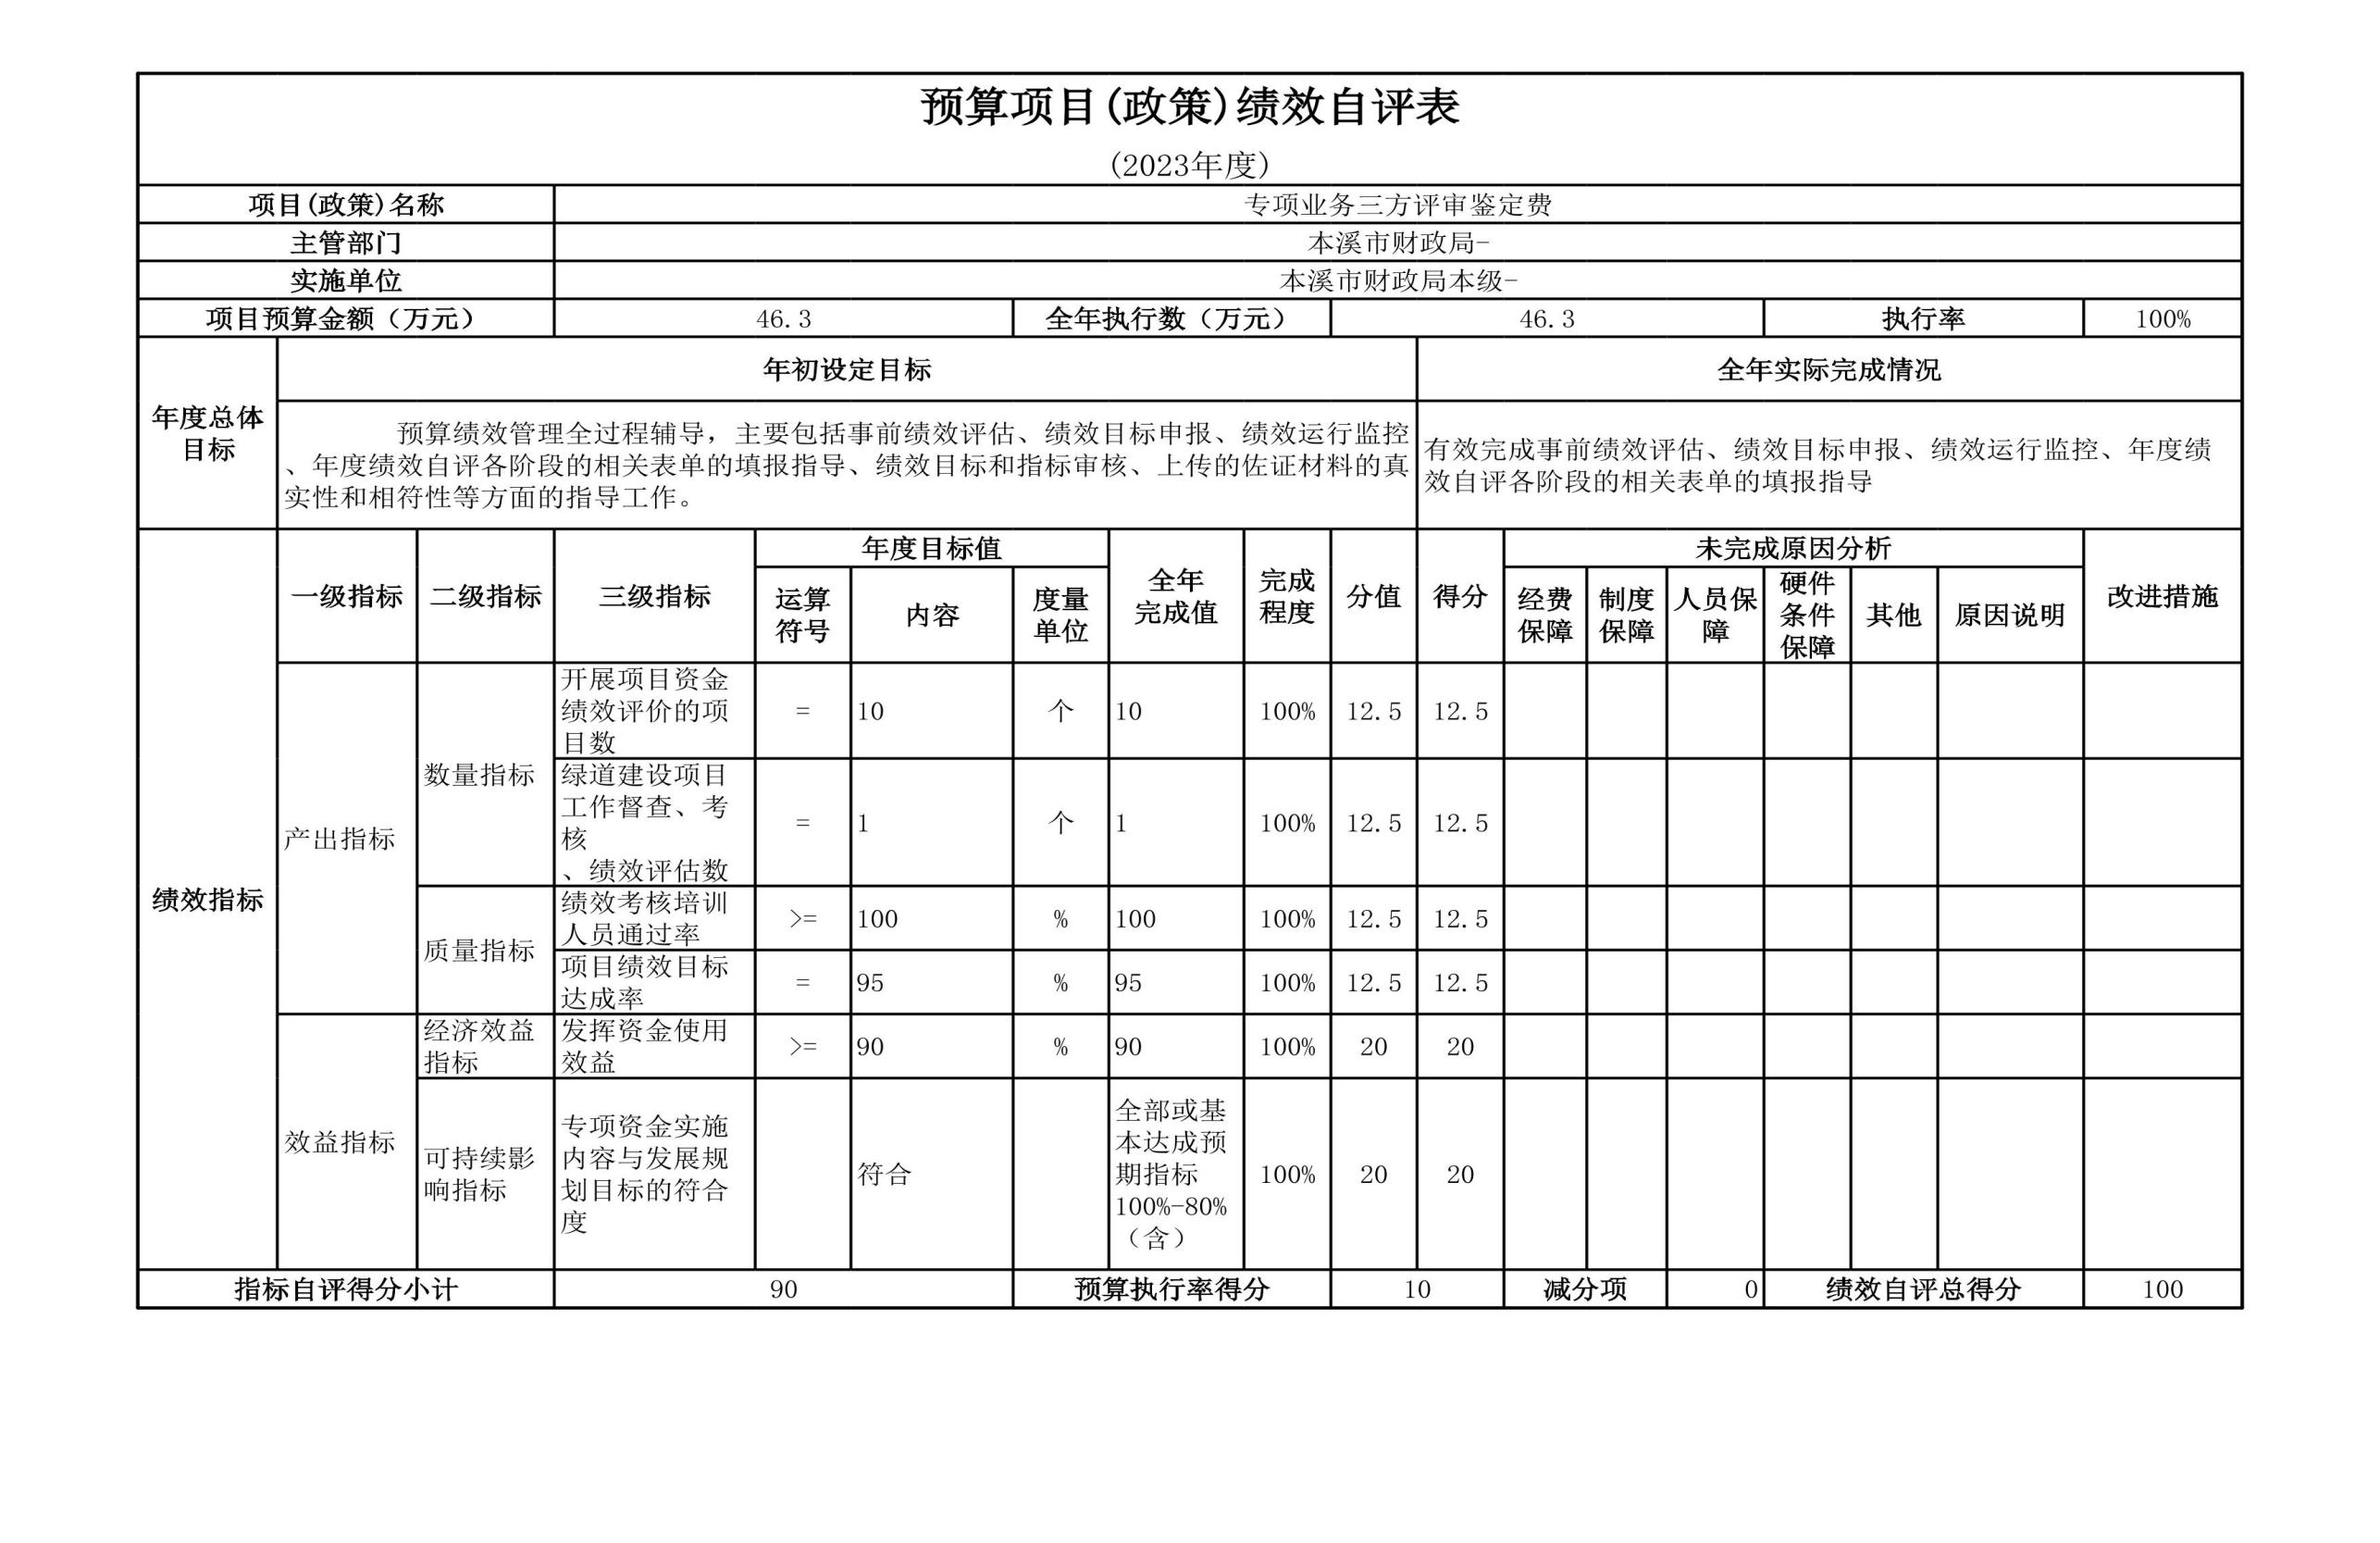 预算项目(政策)绩效自评表
(2023年度)
项目(政策)名称 专项业务三方评审鉴定费
主管部门 本溪市财政局-
实施单位 本溪市财政局本级-
项目预算金额（万元） 46.3 全年执行数（万元） 46.3 执行率 100%
年度总体
目标
年初设定目标 全年实际完成情况
预算绩效管理全过程辅导，主要包括事前绩效评估、绩效目标申报、绩效运行监控
、年度绩效自评各阶段的相关表单的填报指导、绩效目标和指标审核、上传的佐证材料的真
实性和相符性等方面的指导工作。
有效完成事前绩效评估、绩效目标申报、绩效运行监控、年度绩
效自评各阶段的相关表单的填报指导
绩效指标
一级指标 二级指标 三级指标
年度目标值
运算
符号
内容
度量
单位
全年
完成值
完成
程度
分值 得分
未完成原因分析
经费
保障
制度
保障
人员保
障
硬件
条件
保障
其他 原因说明
改进措施
产出指标
数量指标
开展项目资金
绩效评价的项
目数
= 10 个 10 100% 12.5 12.5
绿道建设项目
工作督查、考
核
、绩效评估数
= 1 个 1 100% 12.5 12.5
质量指标
绩效考核培训
人员通过率
>= 100 % 100 100% 12.5 12.5
项目绩效目标
达成率
= 95 % 95 100% 12.5 12.5
效益指标
经济效益
指标
发挥资金使用
效益
>= 90 % 90 100% 20 20
可持续影
响指标
专项资金实施
内容与发展规
划目标的符合
度
符合
全部或基
本达成预
期指标
100%-80%
（含）
100% 20 20
指标自评得分小计 90 预算执行率得分 10 减分项 0 绩效自评总得分 100